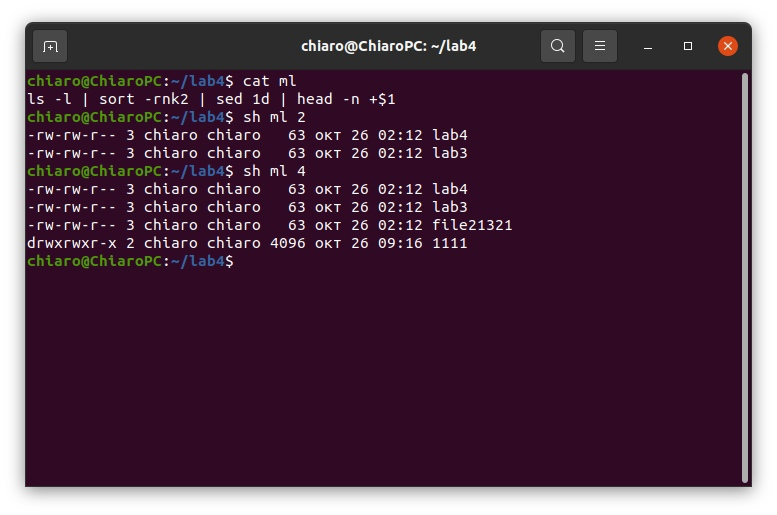 chiaro@ChiaroPC: ~/lab4
chiaro@ChiaroPC:~/lab4$ cat ml
ls -l | sort -rnk2 | sed 1d | head -n +$1
chiaro@ChiaroPC:~/lab4$ sh ml 2
-rw-rw-r-- 3 chiaro chiaro   63 окт 26 02:12 lab4
-rw-rw-r-- 3 chiaro chiaro   63 окт 26 02:12 lab3
chiaro@ChiaroPC:~/lab4$ sh ml 4
-rw-rw-r-- 3 chiaro chiaro   63 окт 26 02:12 lab4
-rw-rw-r-- 3 chiaro chiaro   63 окт 26 02:12 lab3
-rw-rw-r-- 3 chiaro chiaro   63 окт 26 02:12 file21321
drwxrwxr-x 2 chiaro chiaro 4096 окт 26 09:16 1111
chiaro@ChiaroPC:~/lab4$